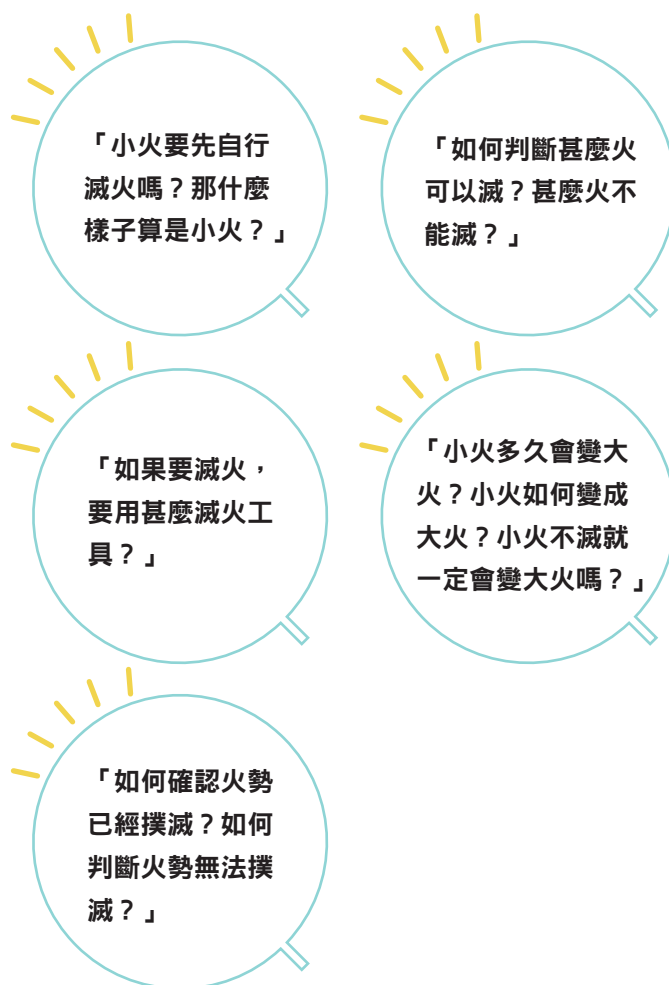 「小火要先自行
滅火嗎？那什麼
樣子算是小火？」
「如何判斷甚麼火
可以滅？甚麼火不
能滅？」
「如果要滅火，
要用甚麼滅火工
具？」
「小火多久會變大
火？小火如何變成
大火？小火不滅就
一定會變大火嗎？」
「如何確認火勢
已經撲滅？如何
判斷火勢無法撲
滅？」